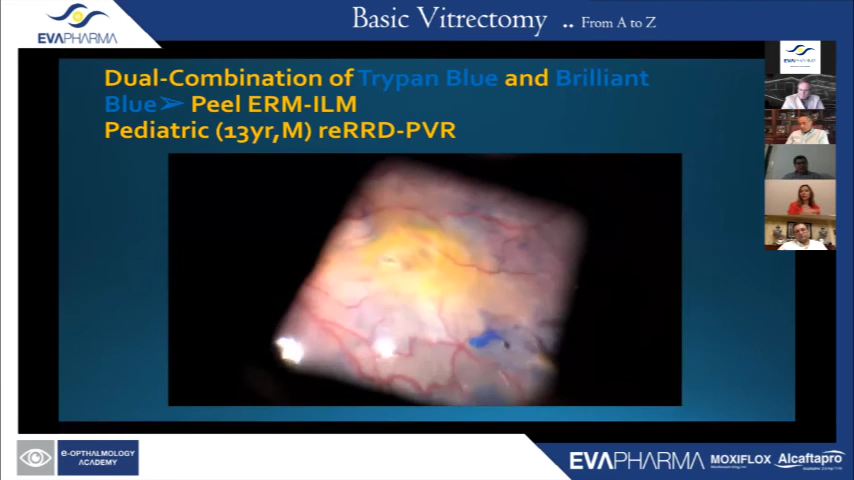 Basic Vitrectomy .. From A to Z
EVAPHARMA
Dual-Combination of Trypan Blue and Brilliant
Blue➢ Peel ERM-ILM
Pediatric (13yr,M) reRRD-PVR
e-OPTHALMOLOGY
ACADEMY
EVAPHARMA MOXIFLOX Alcaftapro